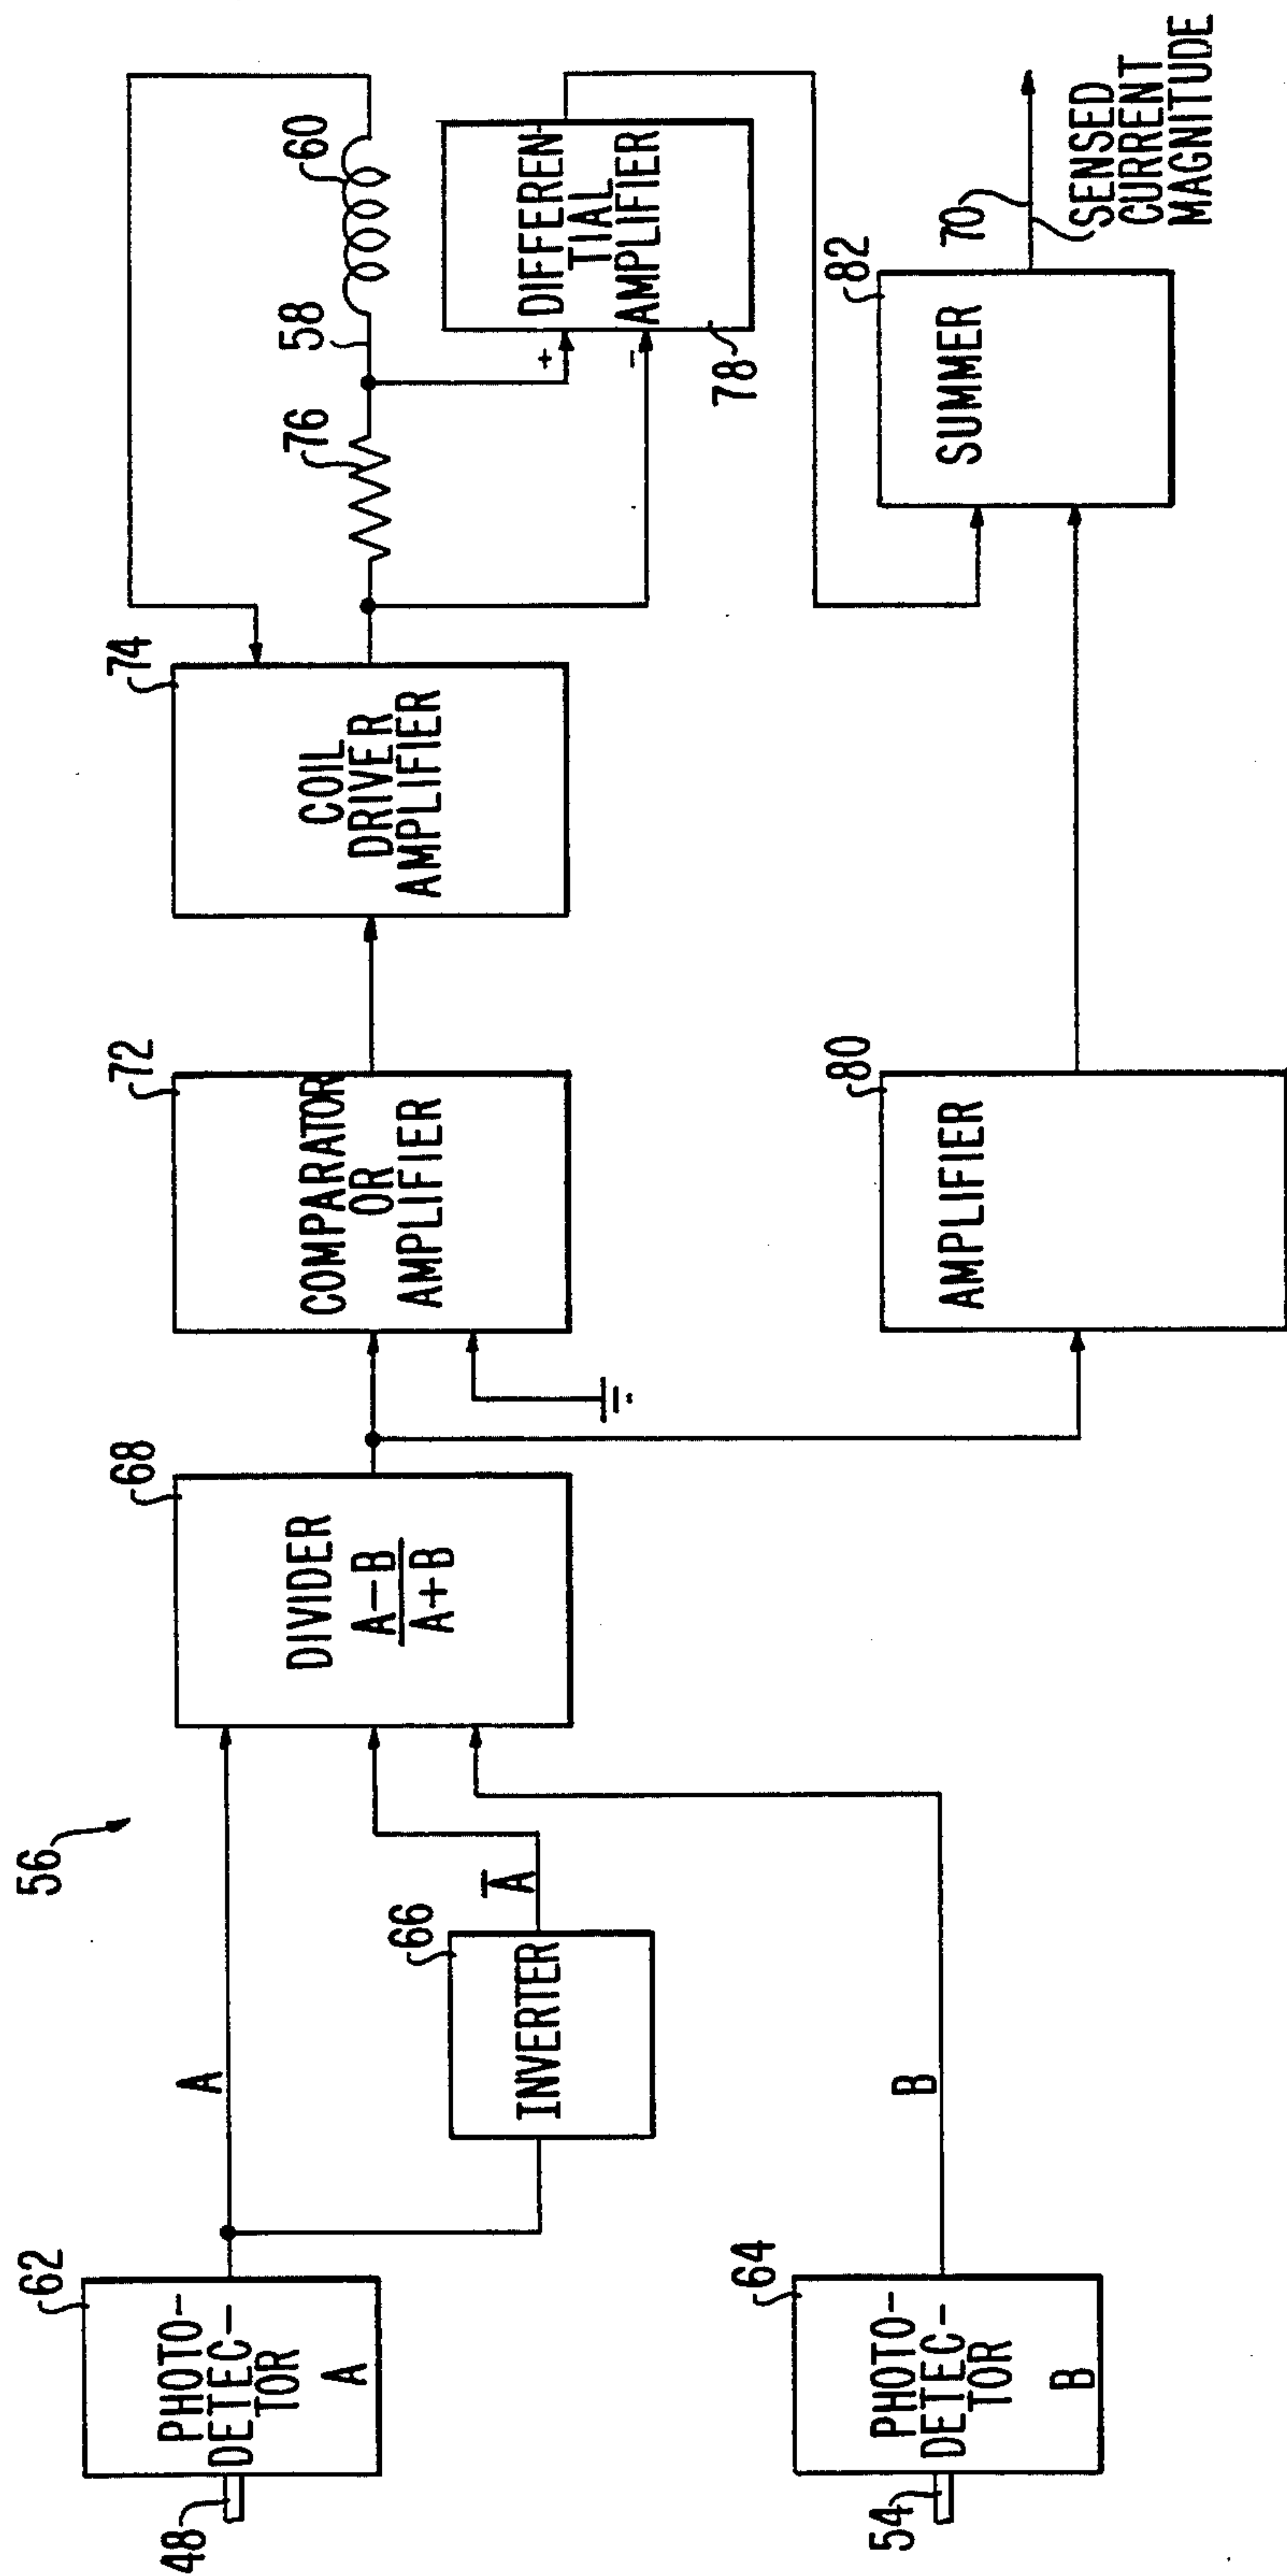 56
48
62
PHOTO-
DETEC-
TOR
A
A
66
INVERTER
A̅
54
64
PHOTO-
DETEC-
TOR
B
B
68
DIVIDER
A-B
A+B
72
COMPARATOR
OR
AMPLIFIER
74
COIL
DRIVER
AMPLIFIER
76
58
60
+
-
DIFFEREN-
TIAL
AMPLIFIER
78
80
AMPLIFIER
82
SUMMER
70
SENSED
CURRENT
MAGNITUDE